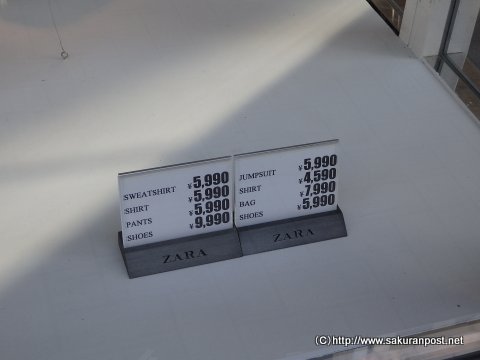 SWEATSHIRT ¥5,990
SHIRT ¥5,990
PANTS ¥5,990
SHOES ¥9,990
ZARA
JUMPSUIT ¥5,990
SHIRT ¥4,590
BAG ¥7,990
SHOES ¥5,990
ZARA
(C)http://www.sakuranpost.net